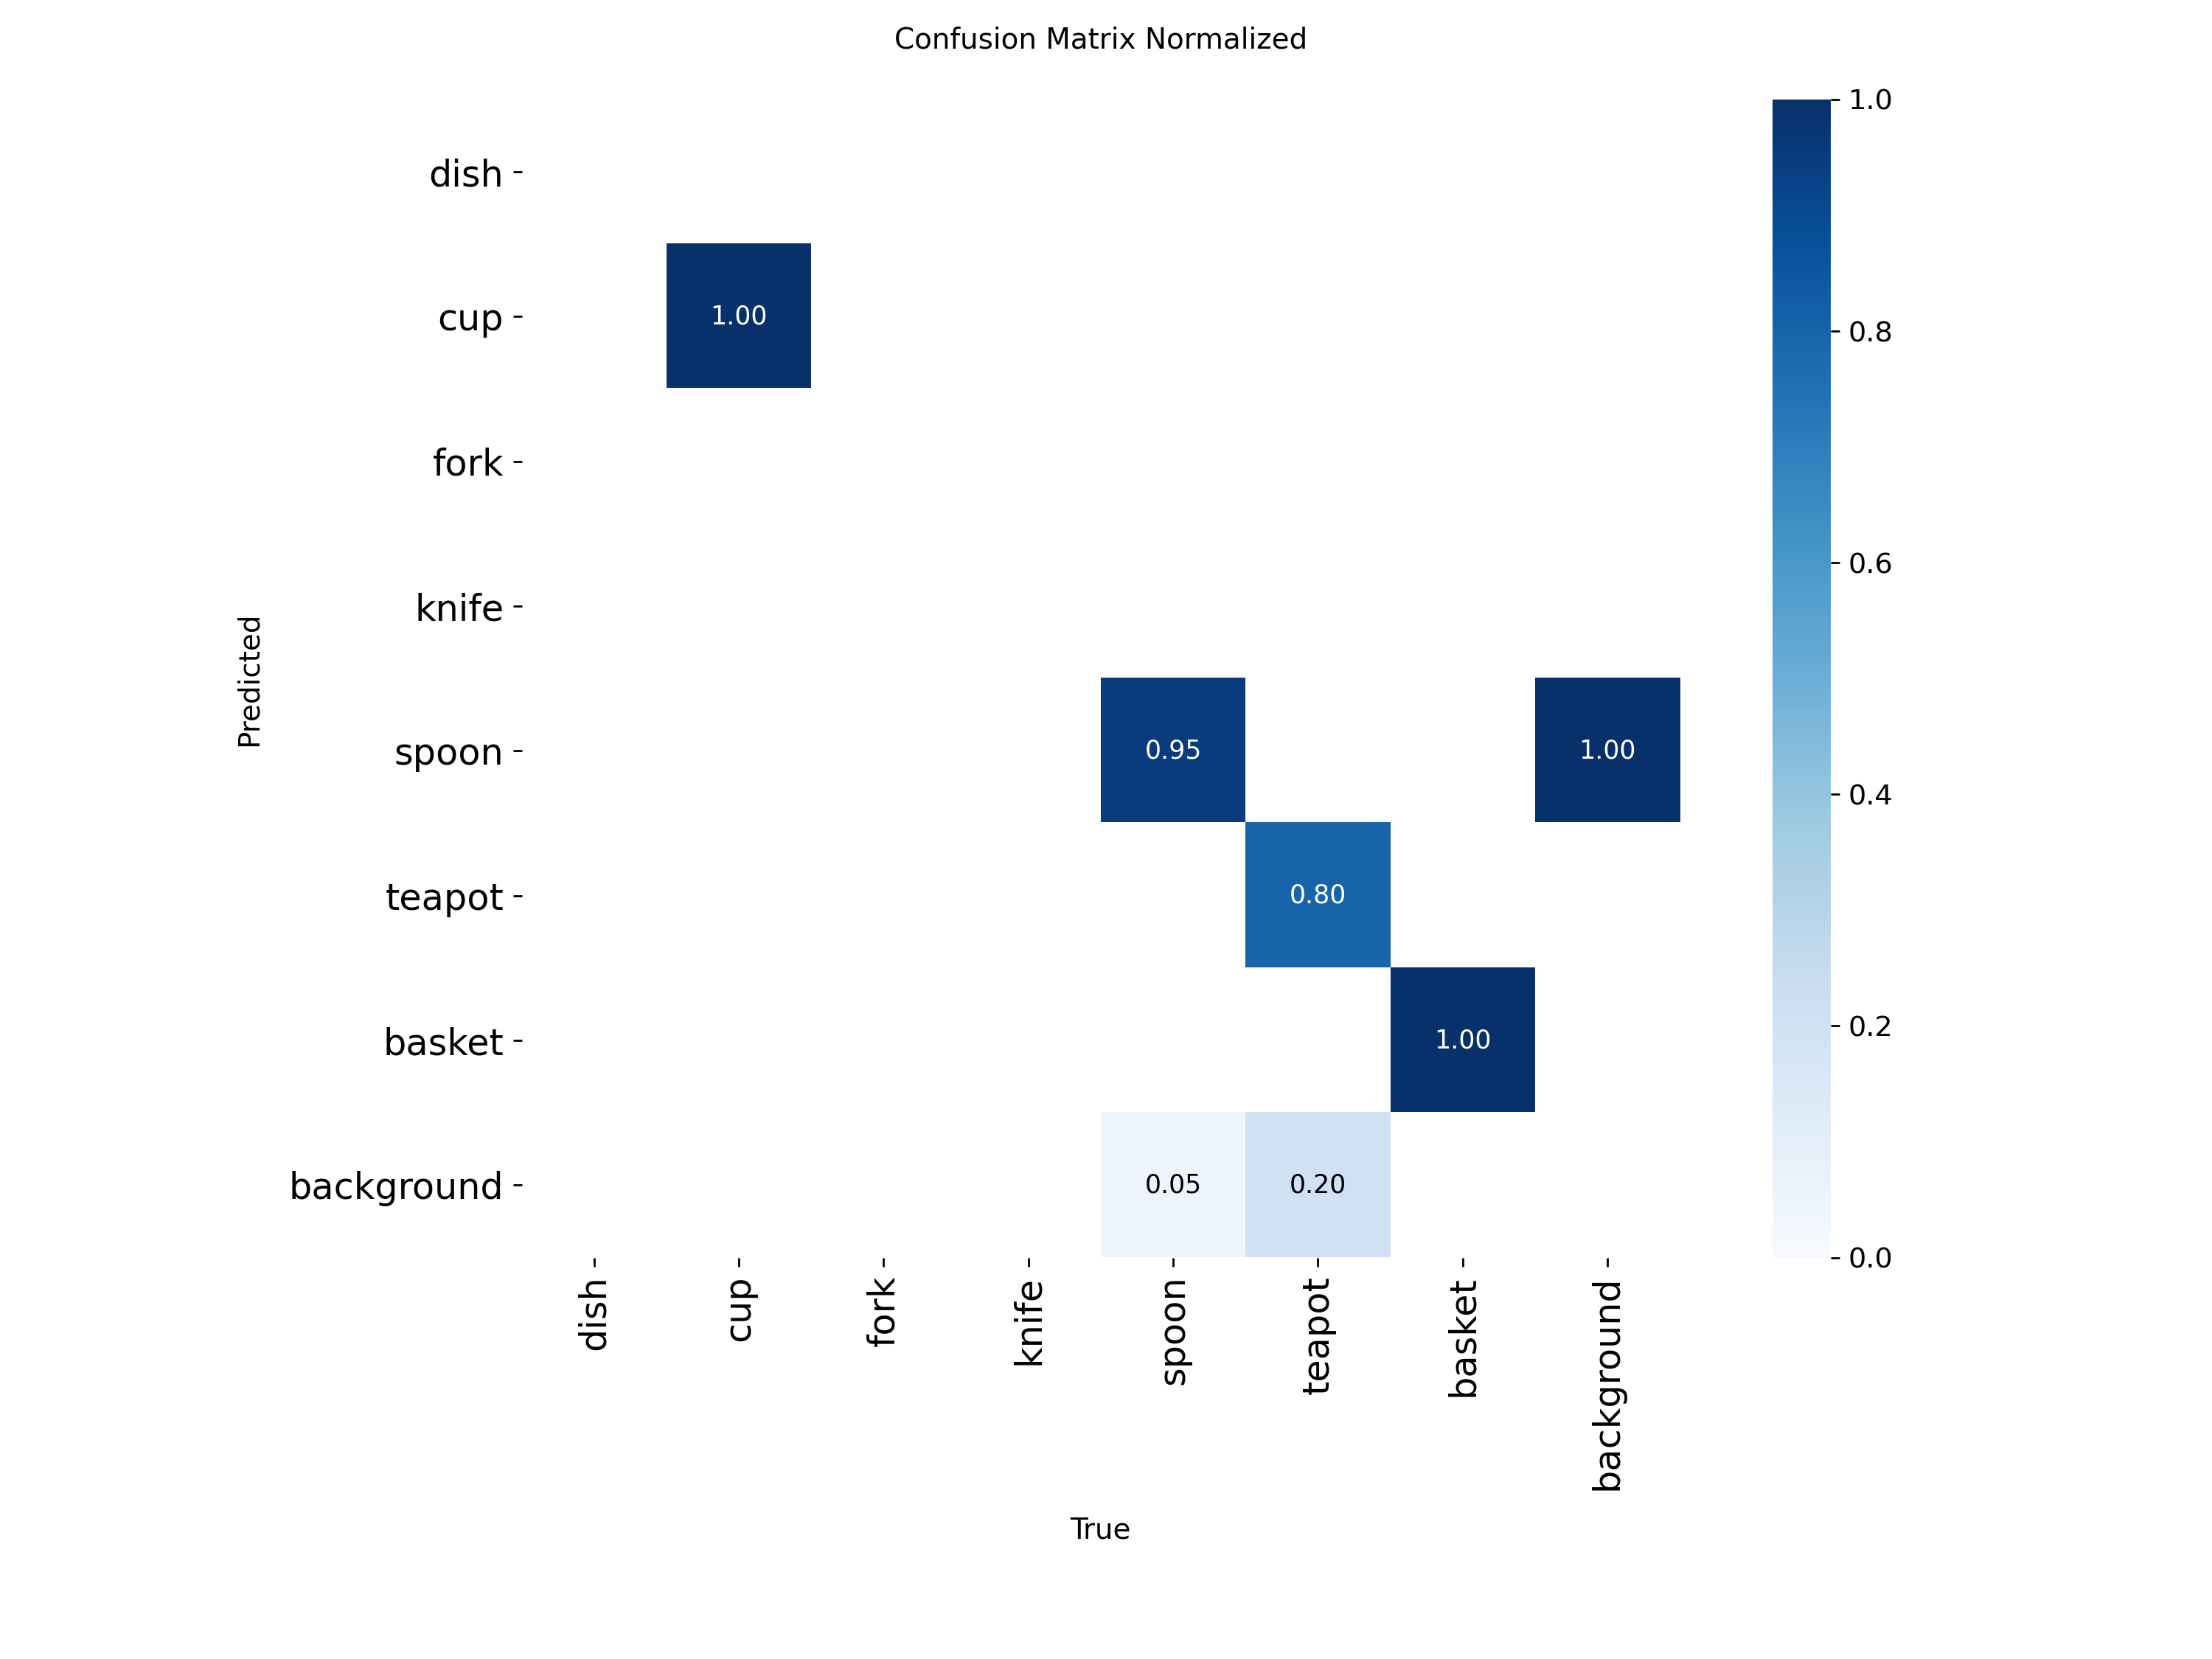 Confusion Matrix Normalized
dish
cup
fork
knife
spoon
teapot
basket
background
Predicted
1.00
0.95
1.00
0.80
1.00
0.05
0.20
dish
cup
fork
knife
spoon
teapot
basket
background
True
1.0
0.8
0.6
0.4
0.2
0.0